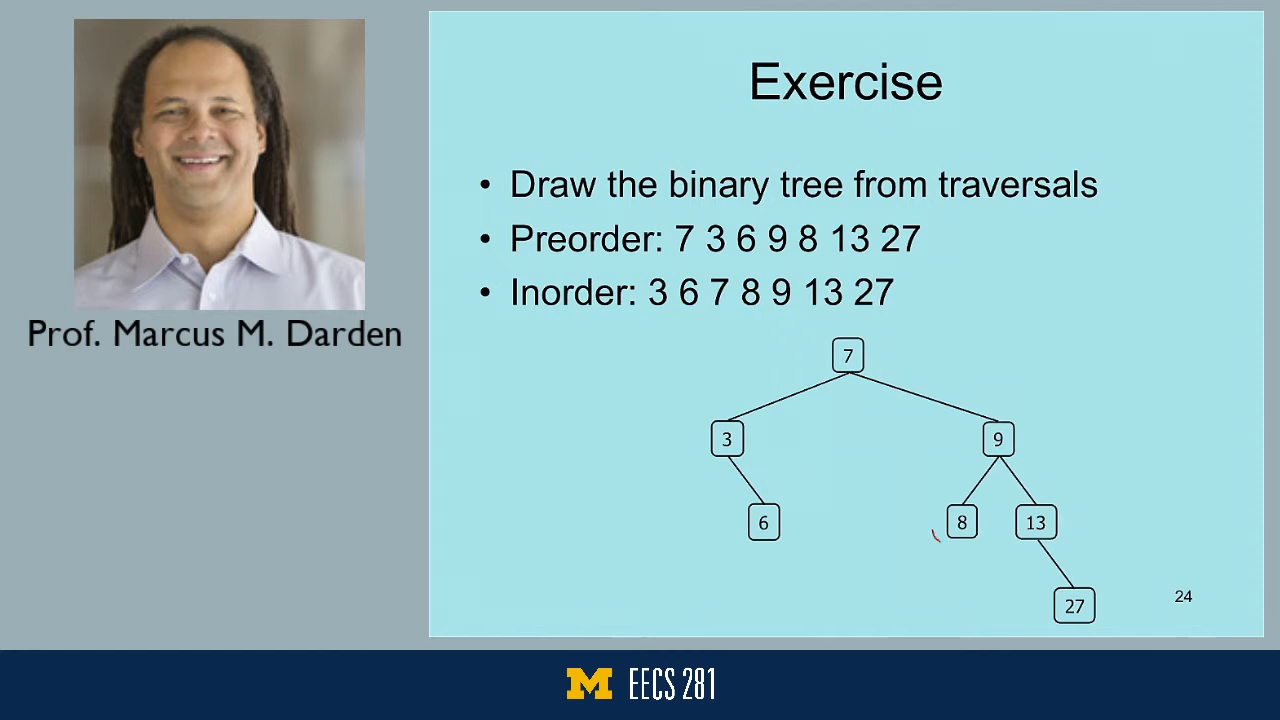 Exercise
• Draw the binary tree from traversals
• Preorder: 7 3 6 9 8 13 27
• Inorder: 3 6 7 8 9 13 27
Prof. Marcus M. Darden
7
3
9
6
8
13
27
24
M EECS 281